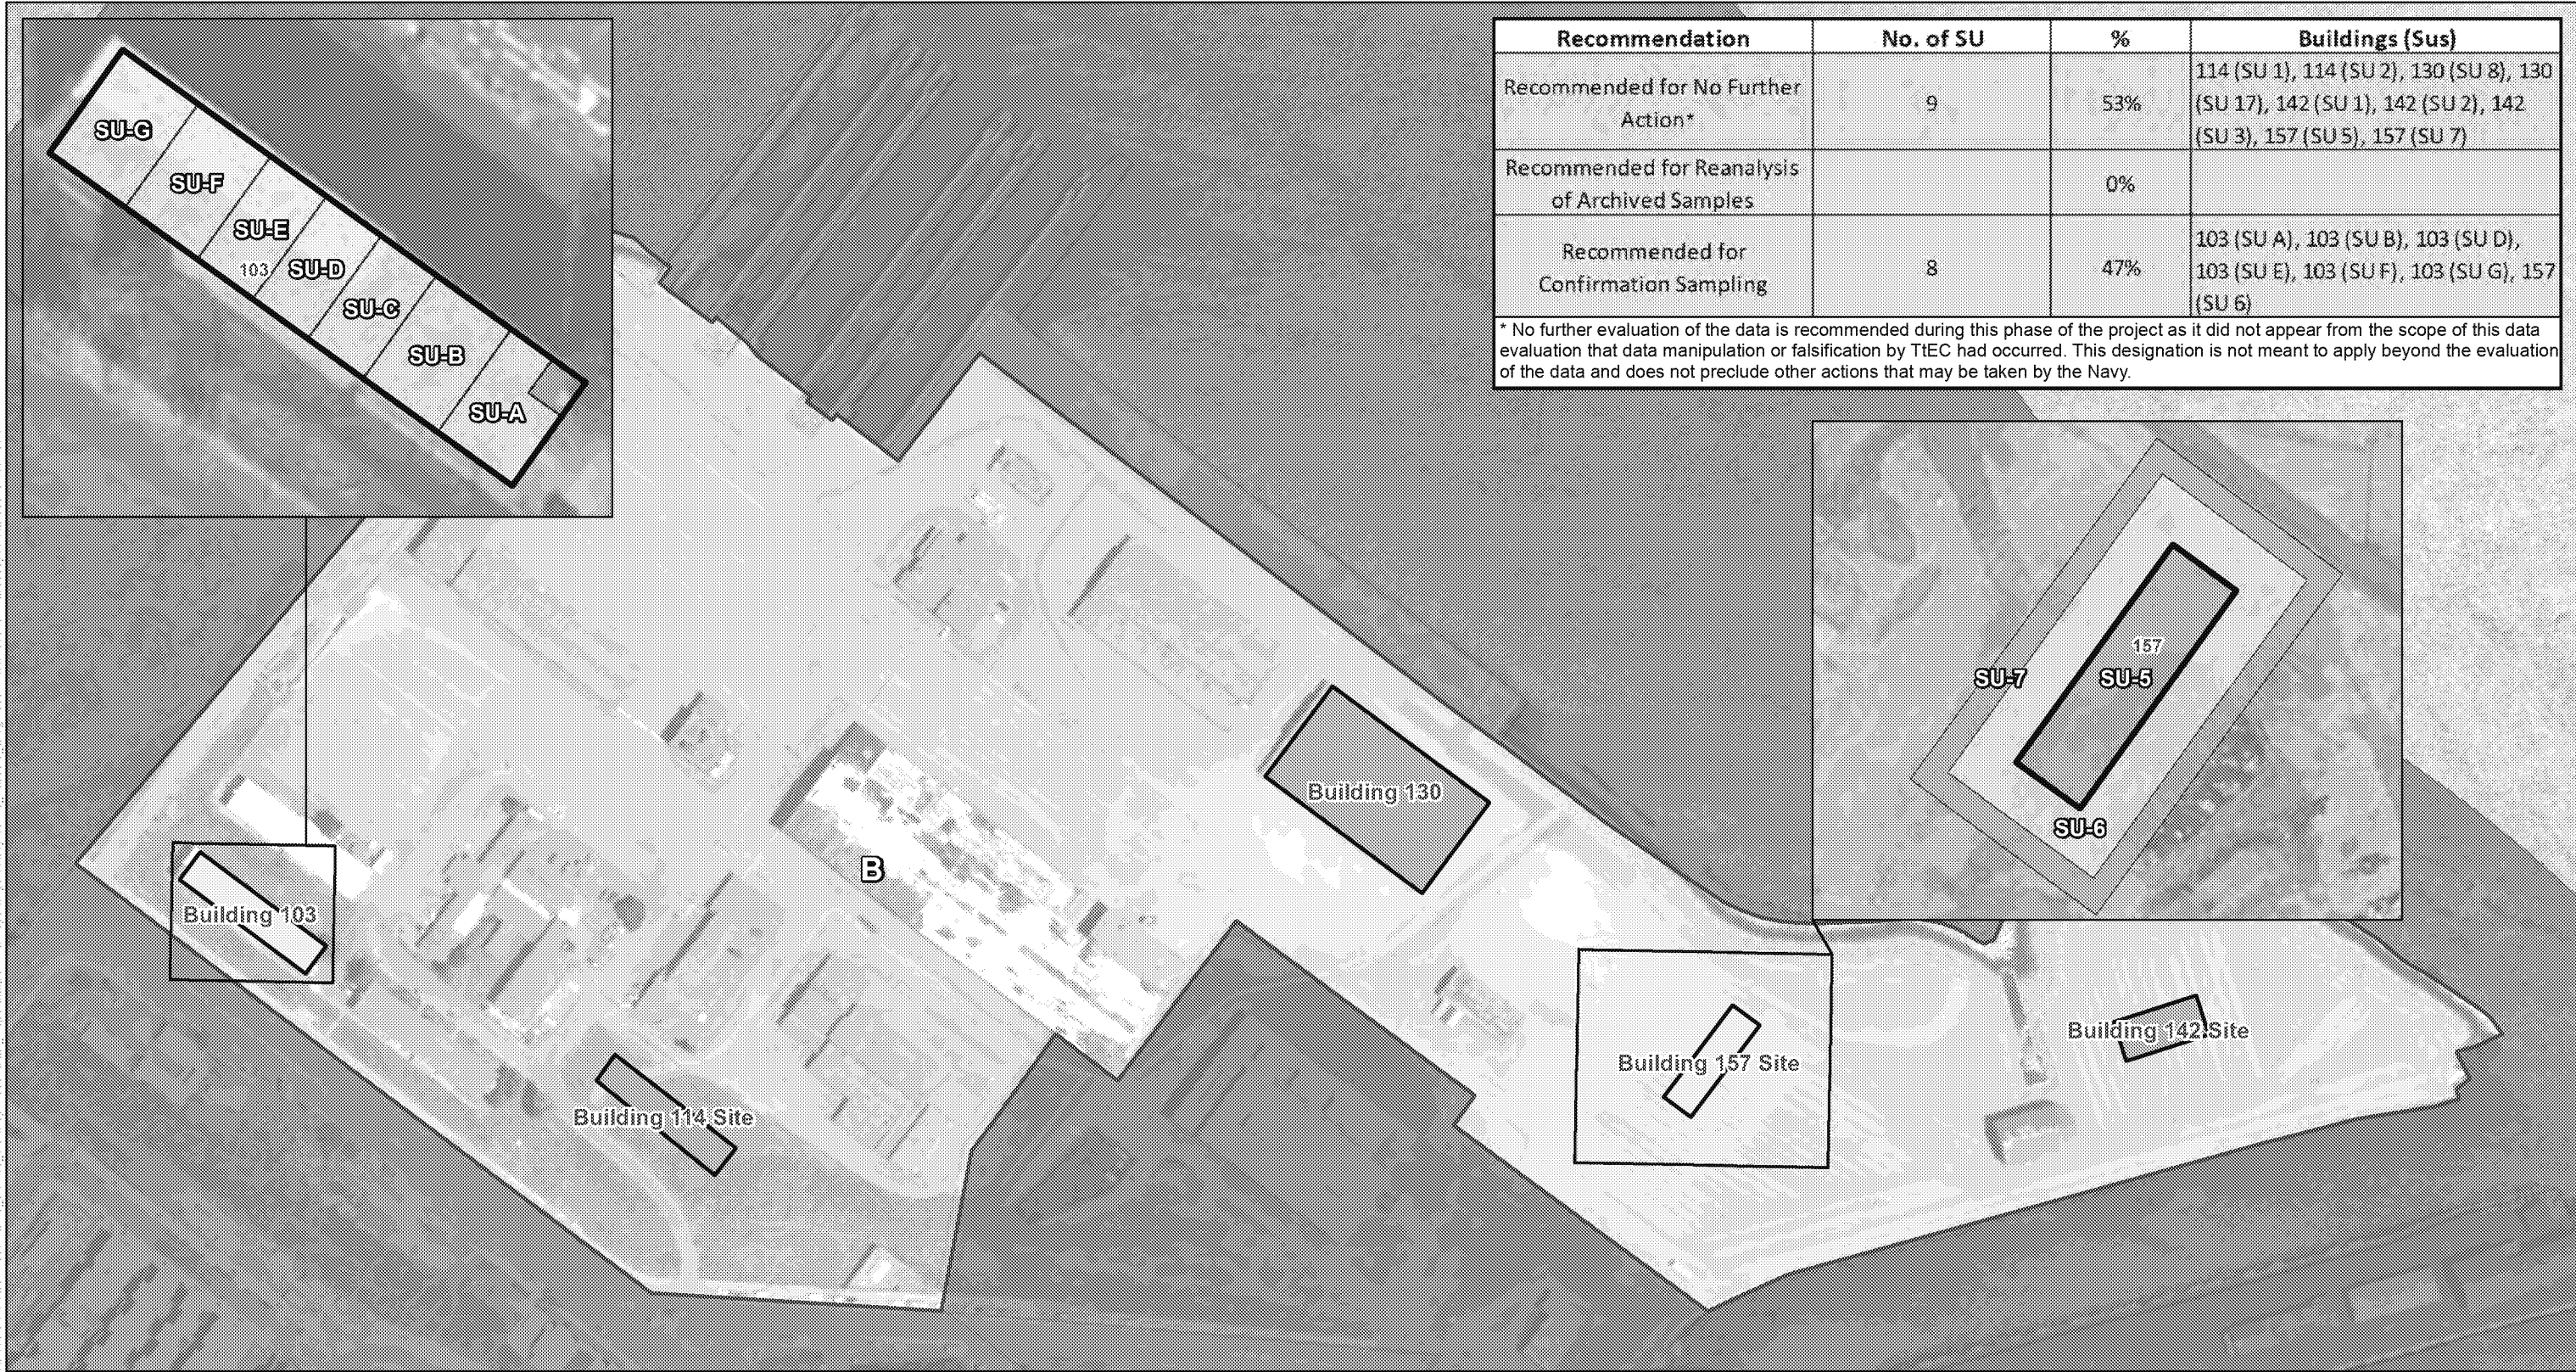 Recommendation No. of SU % Buildings (Sus)
Recommended for No Further Action* 9 53% 114 (SU 1), 114 (SU 2), 130 (SU 8), 130
(SU 17), 142 (SU 1), 142 (SU 2), 142
(SU 3), 157 (SU 5), 157 (SU 7)
Recommended for Reanalysis
of Archived Samples 0%
Recommended for
Confirmation Sampling 8 47% 103 (SU A), 103 (SU B), 103 (SU D),
103 (SU E), 103 (SU F), 103 (SU G), 157
(SU 6)
* No further evaluation of the data is recommended during this phase of the project as it did not appear from the scope of this data
evaluation that data manipulation or falsification by TtEC had occurred. This designation is not meant to apply beyond the evaluation
of the data and does not preclude other actions that may be taken by the Navy.
SU-G
SU-F
SU-E
103
SU-D
SU-C
SU-B
SU-A
157
SU-7
SU-5
SU-6
Building 130
B
Building 103
Building 142 Site
Building 157 Site
Building 114 Site